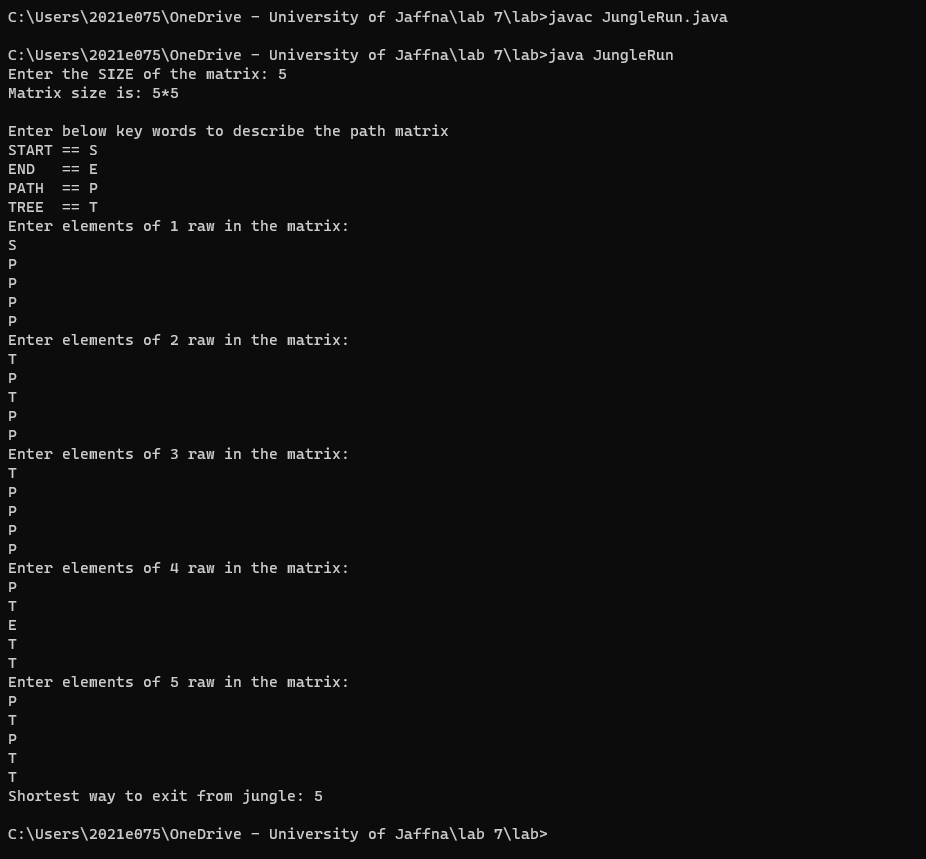 C:\Users\2021e075\OneDrive - University of Jaffna\lab 7\lab>javac JungleRun.java
C:\Users\2021e075\OneDrive - University of Jaffna\lab 7\lab>java JungleRun
Enter the SIZE of the matrix: 5
Matrix size is: 5*5
Enter below key words to describe the path matrix
START == S
END   == E
PATH  == P
TREE  == T
Enter elements of 1 raw in the matrix:
S
P
P
P
P
Enter elements of 2 raw in the matrix:
T
P
T
P
P
Enter elements of 3 raw in the matrix:
T
P
P
P
P
Enter elements of 4 raw in the matrix:
P
T
E
T
T
Enter elements of 5 raw in the matrix:
P
T
P
T
T
Shortest way to exit from jungle: 5
C:\Users\2021e075\OneDrive - University of Jaffna\lab 7\lab>